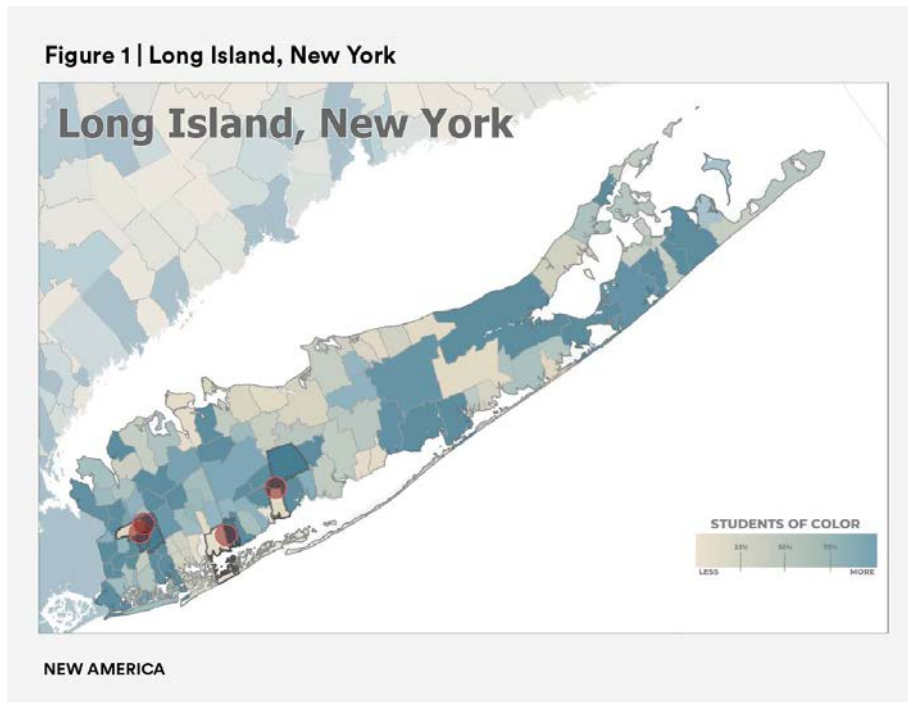 Figure 1 | Long Island, New York
Long Island, New York
STUDENTS OF COLOR
25% 50% 75%
LESS MORE
NEW AMERICA